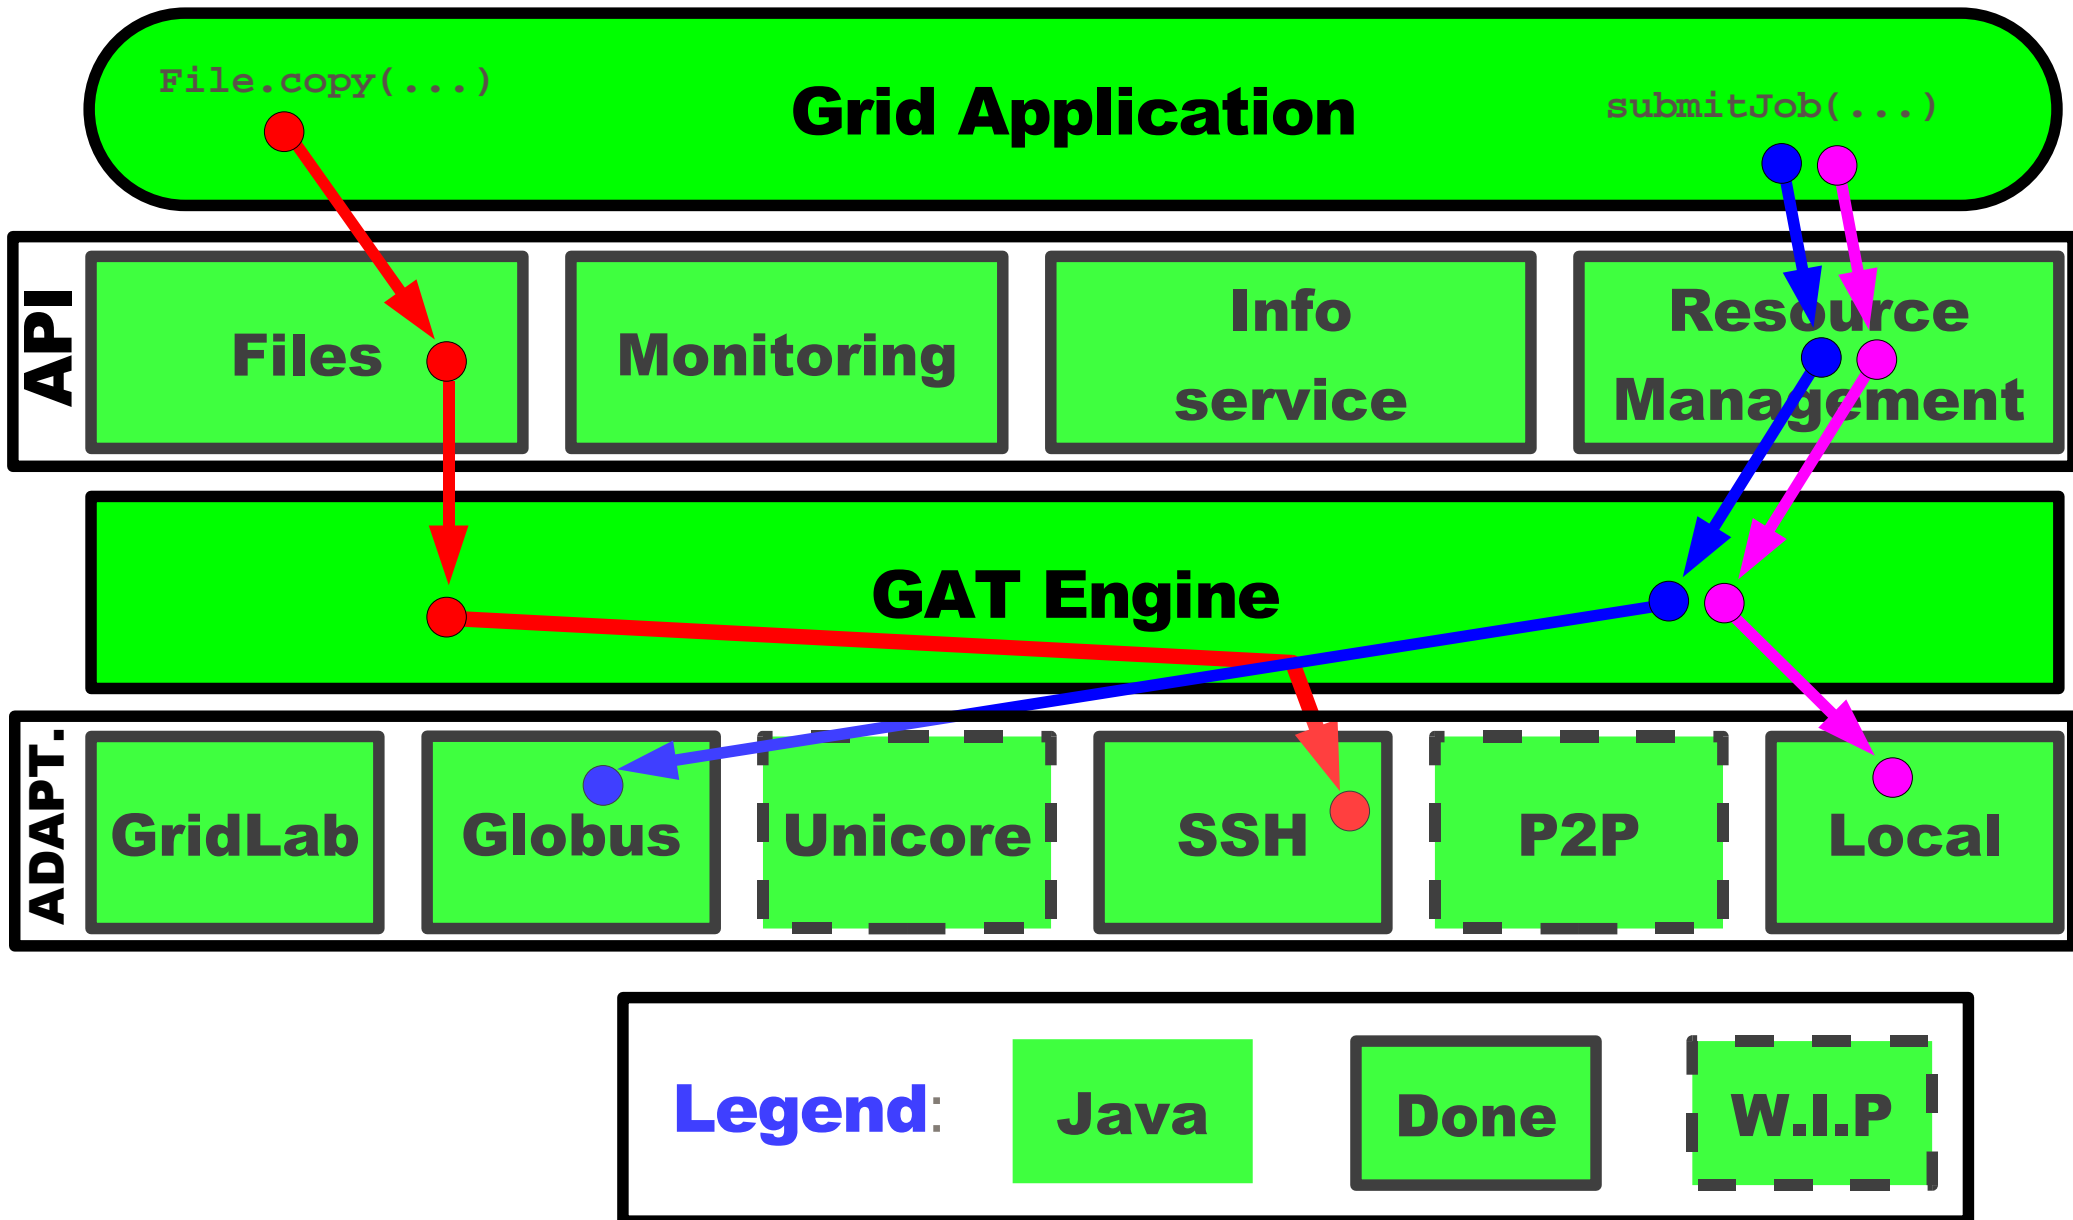 File.copy(...)
Grid Application
submitJob(...)
API
Files
Monitoring
Info
service
Resource
Management
GAT Engine
ADAPT.
GridLab
Globus
Unicore
SSH
P2P
Local
Legend:
Java
Done
W.I.P